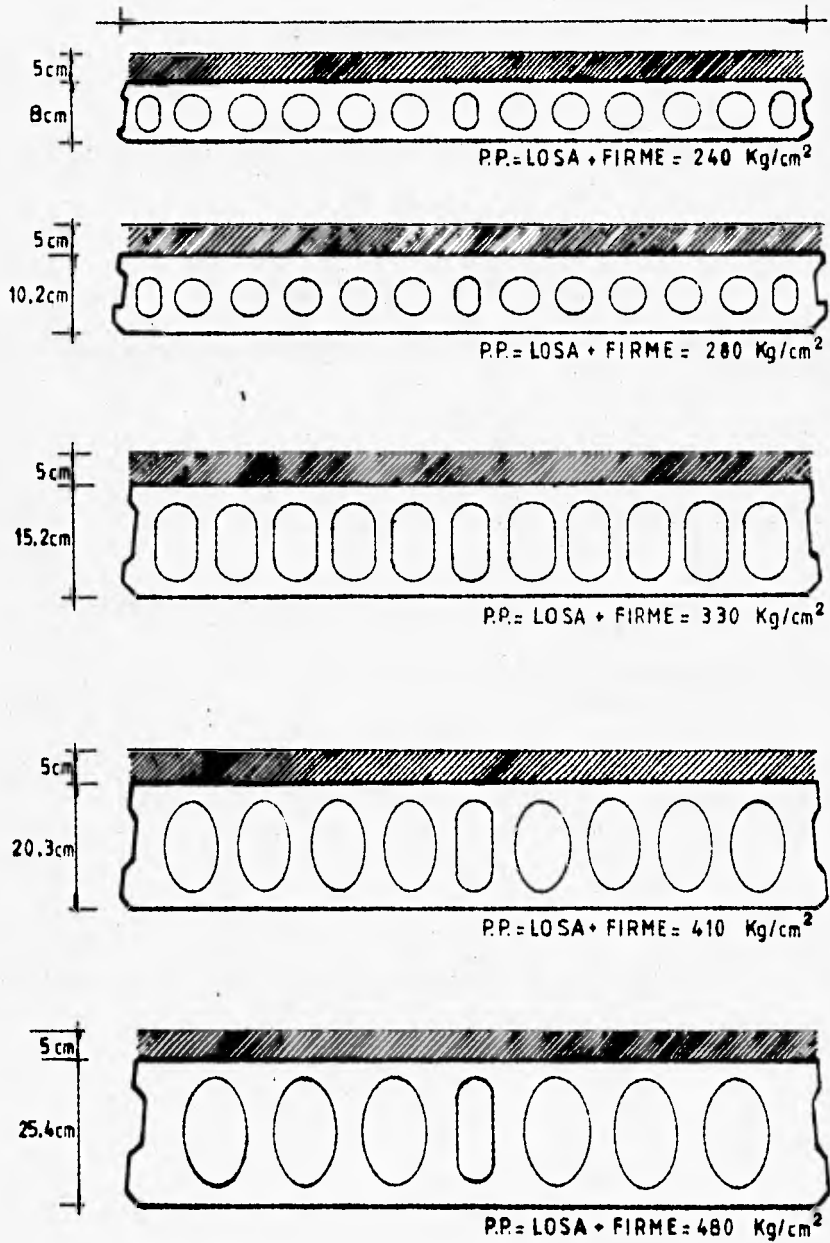 5cm
8cm
P.P.= LOSA + FIRME = 240 Kg/cm²
5cm
10,2cm
P.P.= LOSA + FIRME = 280 Kg/cm²
5cm
15.2cm
P.P.= LOSA + FIRME = 330 Kg/cm²
5cm
20.3cm
P.P.= LOSA + FIRME = 410 Kg/cm²
5cm
25.4cm
P.P.= LOSA + FIRME = 480 Kg/cm²